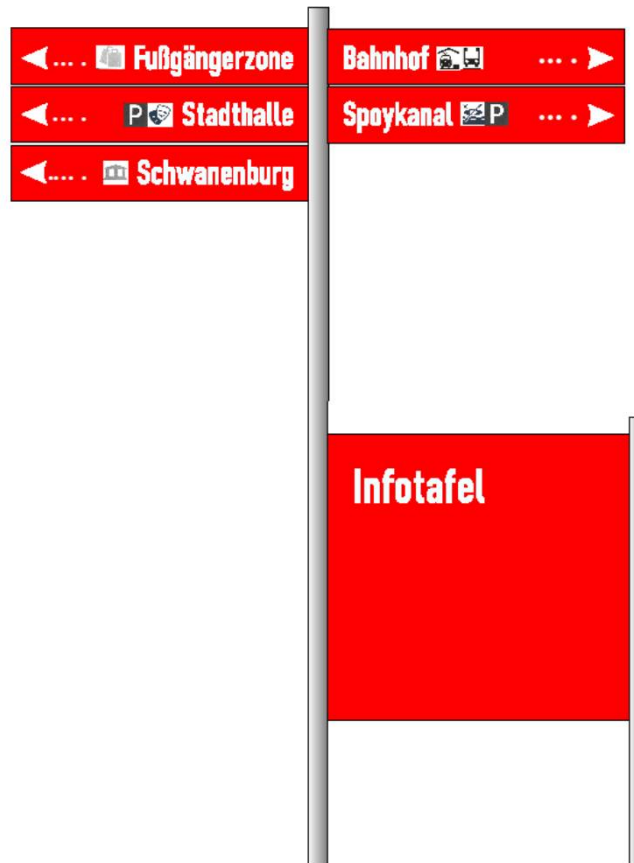 .... . Fußgängerzone
.... . P Stadthalle
..... . Schwanenburg
Bahnhof ... .
Spoykanal P ... .
Infotafel